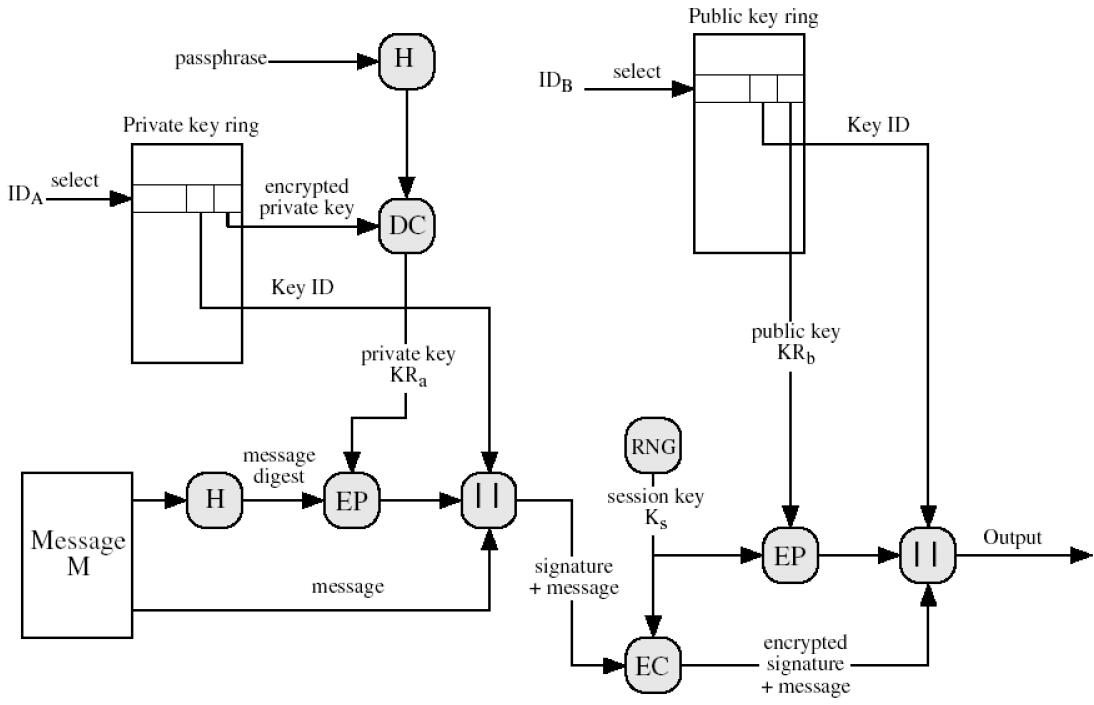 Public key ring
passphrase
H
ID_B
select
Private key ring
Key ID
ID_A
select
encrypted
private key
DC
Key ID
private key
KR_a
public key
KR_b
RNG
message
digest
session key
K_s
Message
M
H
EP
||
signature
+ message
EP
||
Output
message
EC
encrypted
signature
+ message